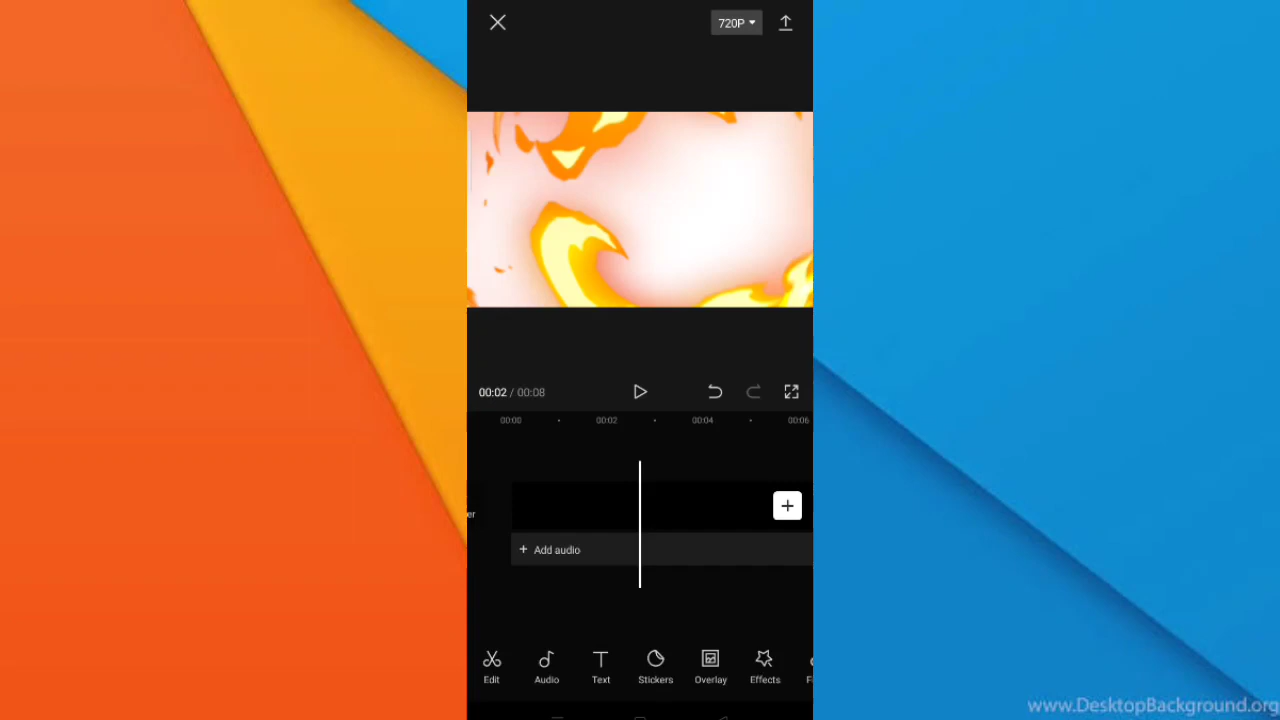 720P
00:02 / 00:08
00:00 00:02 00:04 00:06
er
+ Add audio
Edit Audio Text Stickers Overlay Effects F
www.DesktopBackground.org